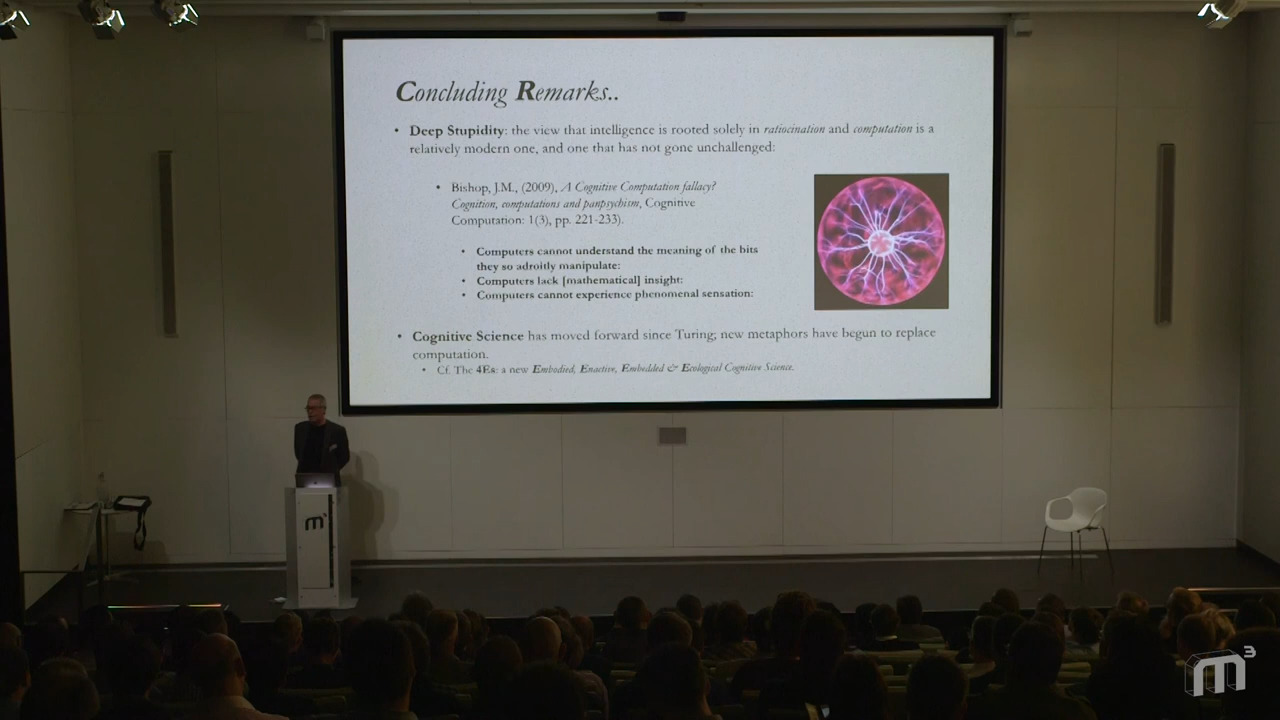 Concluding Remarks..
• Deep Stupidity: the view that intelligence is rooted solely in ratiocination and computation is a
relatively modern one, and one that has not gone unchallenged:
• Bishop, J.M., (2009), A Cognitive Computation fallacy?
Cognition, computations and panpsychism, Cognitive
Computation: 1(3), pp. 221-233).
• Computers cannot understand the meaning of the bits
they so adroitly manipulate:
• Computers lack [mathematical] insight:
• Computers cannot experience phenomenal sensation:
• Cognitive Science has moved forward since Turing; new metaphors have begun to replace
computation.
• Cf. The 4Es: a new Embodied, Enactive, Embedded & Ecological Cognitive Science.
m³
m³